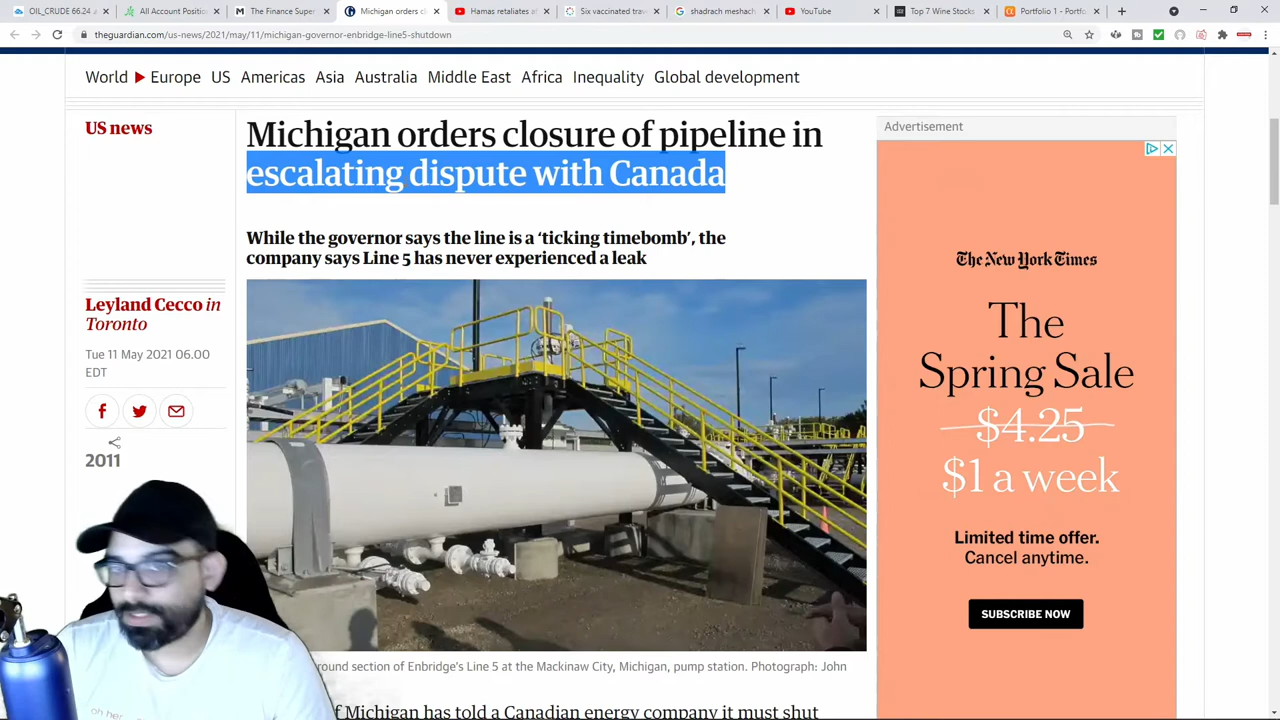 OIL_CRUDE 66.24
All Account Positio
The Finance Super
Michigan orders cl
Hamas retaliates a
Six vaccinated trav
shadrach meshach
YouTube
Top 7 Wine Stocks
Portfolio 1 - Portfo
theguardian.com/us-news/2021/may/11/michigan-governor-enbridge-line5-shutdown
World Europe US Americas Asia Australia Middle East Africa Inequality Global development
US news
Michigan orders closure of pipeline in
escalating dispute with Canada
While the governor says the line is a ‘ticking timebomb’, the
company says Line 5 has never experienced a leak
Leyland Cecco in
Toronto
Tue 11 May 2021 06.00
EDT
2011
round section of Enbridge's Line 5 at the Mackinaw City, Michigan, pump station. Photograph: John
f Michigan has told a Canadian energy company it must shut
Advertisement
The New York Times
The
Spring Sale
$4.25
$1 a week
Limited time offer.
Cancel anytime.
SUBSCRIBE NOW